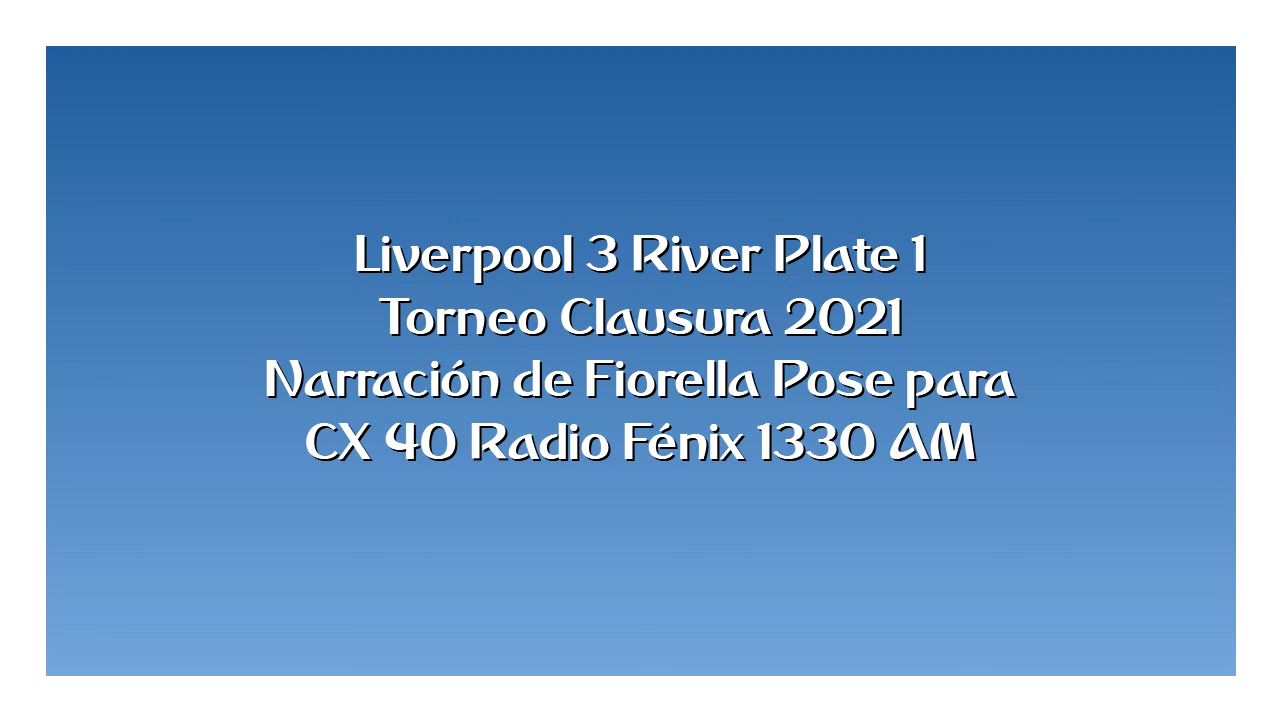 Liverpool 3 River Plate 1
Torneo Clausura 2021
Narración de Fiorella Pose para
CX 40 Radio Fénix 1330 AM